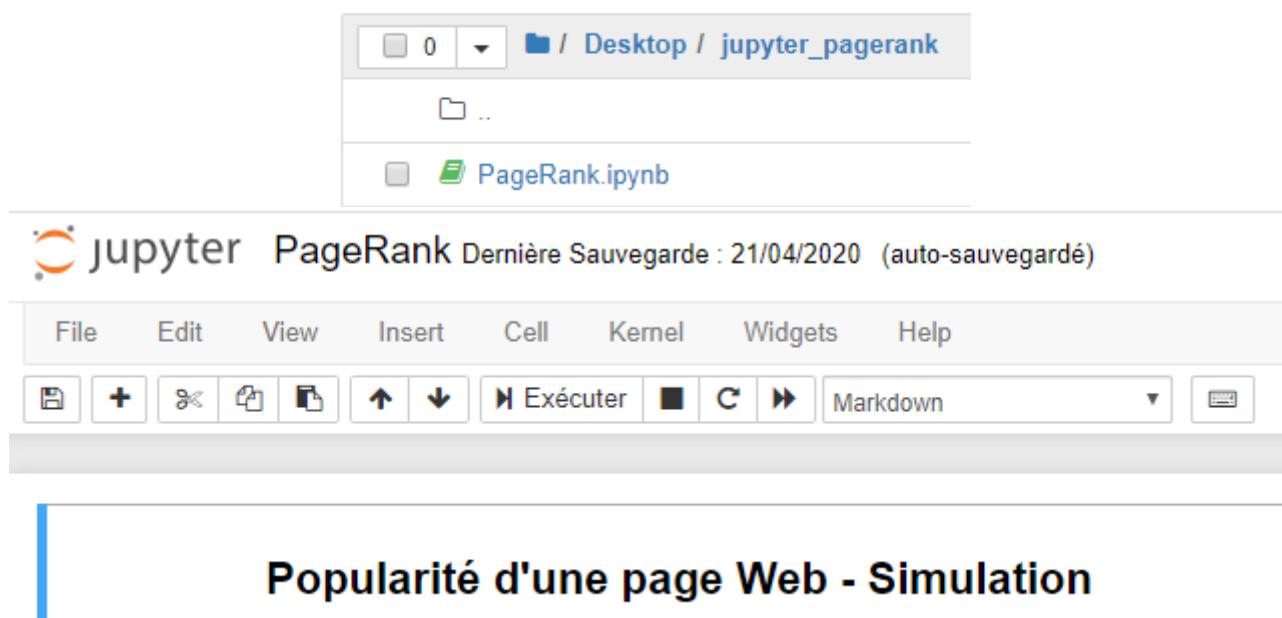 0 / Desktop / jupyter_pagerank
..
PageRank.ipynb
jupyter PageRank Dernière Sauvegarde : 21/04/2020 (auto-sauvegardé)
File Edit View Insert Cell Kernel Widgets Help
Exécuter Markdown
Popularité d'une page Web - Simulation